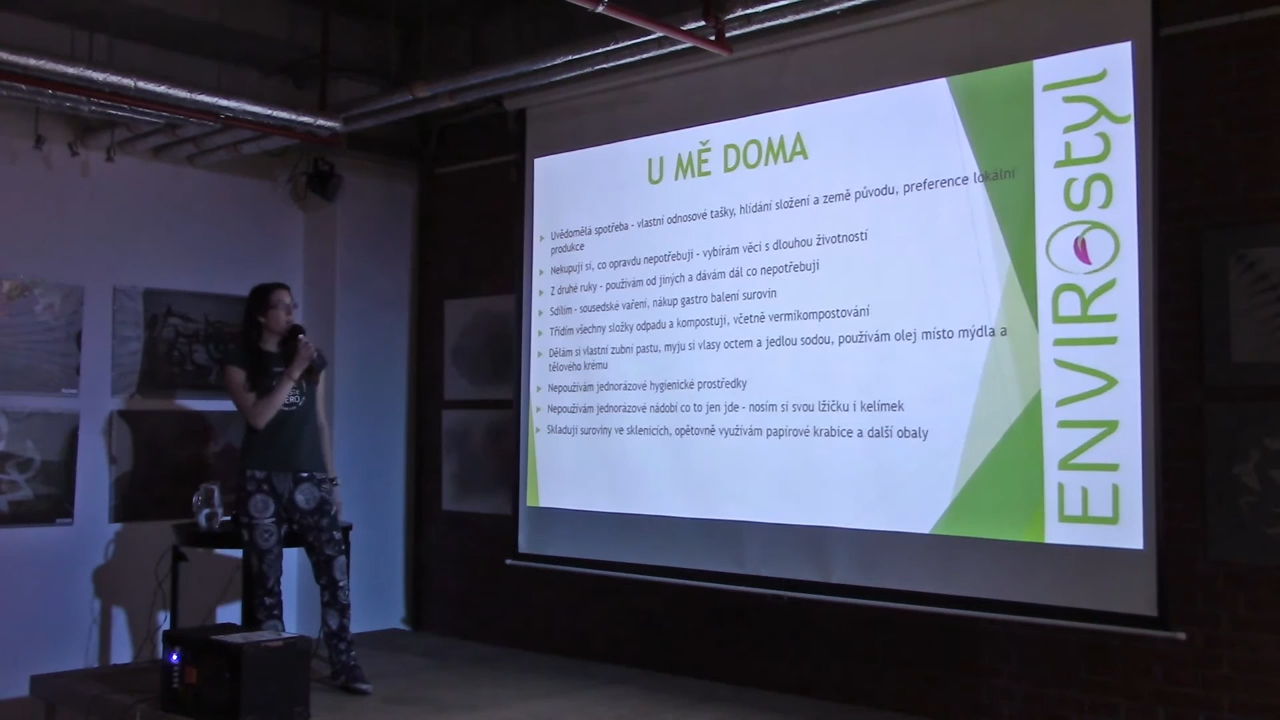 U MĚ DOMA
Uvědomělá spotřeba - vlastní odnosové tašky, hlídání složení a země původu, preference lokální
produkce
Nekupuji si, co opravdu nepotřebuji - vybírám věci s dlouhou životností
Z druhé ruky - používám od jiných a dávám dál co nepotřebuji
Sdílím - sousedské vaření, nákup gastro balení surovin
Třídím všechny složky odpadu a kompostuji, včetně vermikompostování
Dělám si vlastní zubní pastu, myju si vlasy octem a jedlou sodou, používám olej místo mýdla a
tělového krému
Nepoužívám jednorázové hygienické prostředky
Nepoužívám jednorázové nádobí co to jen jde - nosím si svou lžičku i kelímek
Skladuji suroviny ve sklenicích, opětovně využívám papírové krabice a další obaly
ENVIROstyl